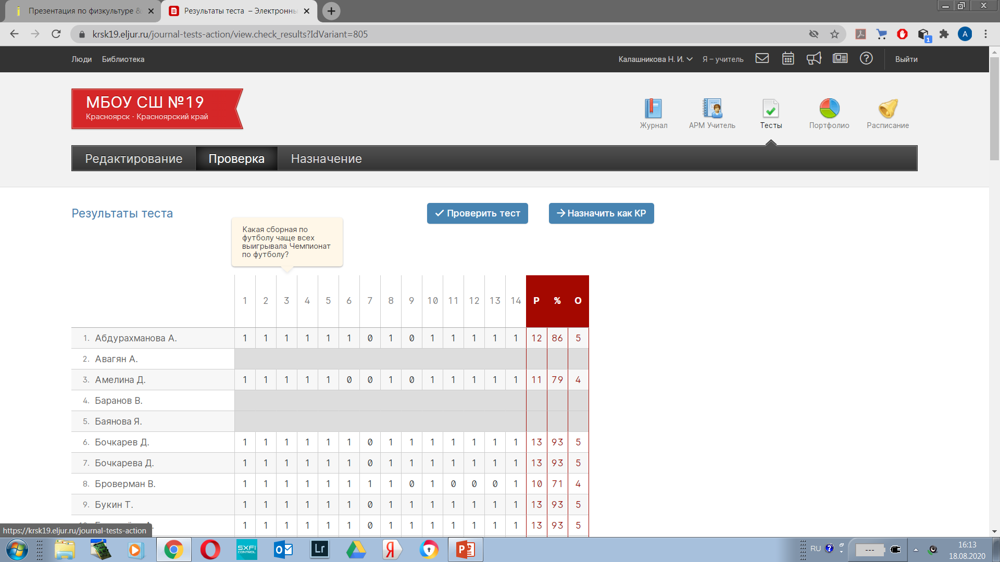 Презентация по физкультуре &
Результаты теста – Электронны
krsk19.eljur.ru/journal-tests-action/view.check_results?IdVariant=805
A
1
Люди Библиотека
Калашникова Н. И. Я – учитель Выйти
МБОУ СШ №19
Красноярск · Красноярский край
Журнал АРМ Учитель Тесты Портфолио Расписание
Редактирование Проверка Назначение
Результаты теста
Проверить тест
Назначить как КР
Какая сборная по
футболу чаще всех
выигрывала Чемпионат
по футболу?
1 2 3 4 5 6 7 8 9 10 11 12 13 14 Р % О
1. Абдурахманова А. 1 1 1 1 1 1 0 1 0 1 1 1 1 1 12 86 5
2. Авагян А.
3. Амелина Д. 1 1 1 1 1 0 0 1 0 1 1 1 1 1 11 79 4
4. Баранов В.
5. Баянова Я.
6. Бочкарев Д. 1 1 1 1 1 1 0 1 1 1 1 1 1 1 13 93 5
7. Бочкарева Д. 1 1 1 1 1 1 0 1 1 1 1 1 1 1 13 93 5
8. Броверман В. 1 1 1 1 1 1 1 1 0 1 0 0 0 1 10 71 4
9. Букин Т. 1 1 1 1 1 1 0 1 1 1 1 1 1 1 13 93 5
1 1 1 1 1 1 0 1 1 1 1 1 1 1 13 93 5
https://krsk19.eljur.ru/journal-tests-action
SXFI
CONTROL
Lr
Я
RU
---
16:13
18.08.2020